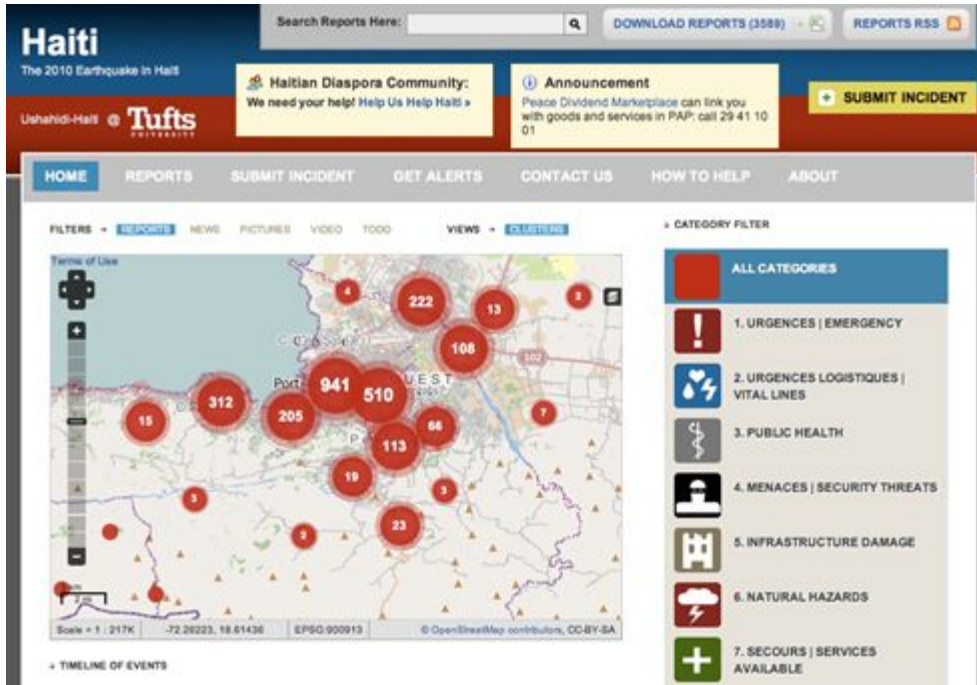 Haiti
The 2010 Earthquake in Haiti
Ushahidi-Haiti @ Tufts
UNIVERSITY
Search Reports Here:
DOWNLOAD REPORTS (3589)
REPORTS RSS
Haitian Diaspora Community:
We need your help! Help Us Help Haiti »
Announcement
Peace Dividend Marketplace can link you
with goods and services in PAP: call 29 41 10
01
SUBMIT INCIDENT
HOME
REPORTS
SUBMIT INCIDENT
GET ALERTS
CONTACT US
HOW TO HELP
ABOUT
FILTERS
REPORTS
NEWS
PICTURES
VIDEO
TODO
VIEWS
CLUSTERS
Terms of Use
4
222
13
2
108
102
Port
941
510
UEST
312
205
15
7
66
113
19
3
3
23
2
Scale = 1 : 217K
-72.26223, 18.61436
EPSG:900913
© OpenStreetMap contributors, CC-BY-SA
TIMELINE OF EVENTS
CATEGORY FILTER
ALL CATEGORIES
1. URGENCES | EMERGENCY
2. URGENCES LOGISTIQUES |
VITAL LINES
3. PUBLIC HEALTH
4. MENACES | SECURITY THREATS
5. INFRASTRUCTURE DAMAGE
6. NATURAL HAZARDS
7. SECOURS | SERVICES
AVAILABLE